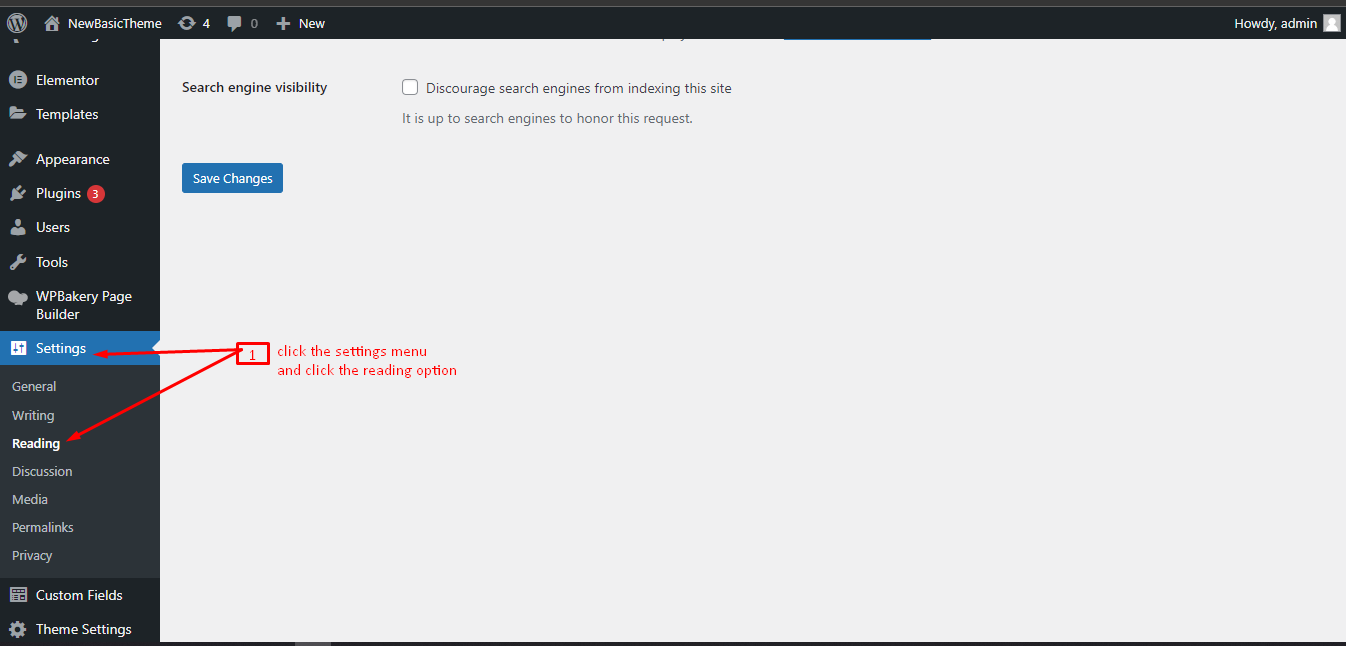 NewBasicTheme 4 0 New Howdy, admin
Elementor
Templates
Appearance
Plugins 3
Users
Tools
WPBakery Page
Builder
Settings
General
Writing
Reading
Discussion
Media
Permalinks
Privacy
Custom Fields
Theme Settings
Search engine visibility
Discourage search engines from indexing this site
It is up to search engines to honor this request.
Save Changes
1 click the settings menu
and click the reading option